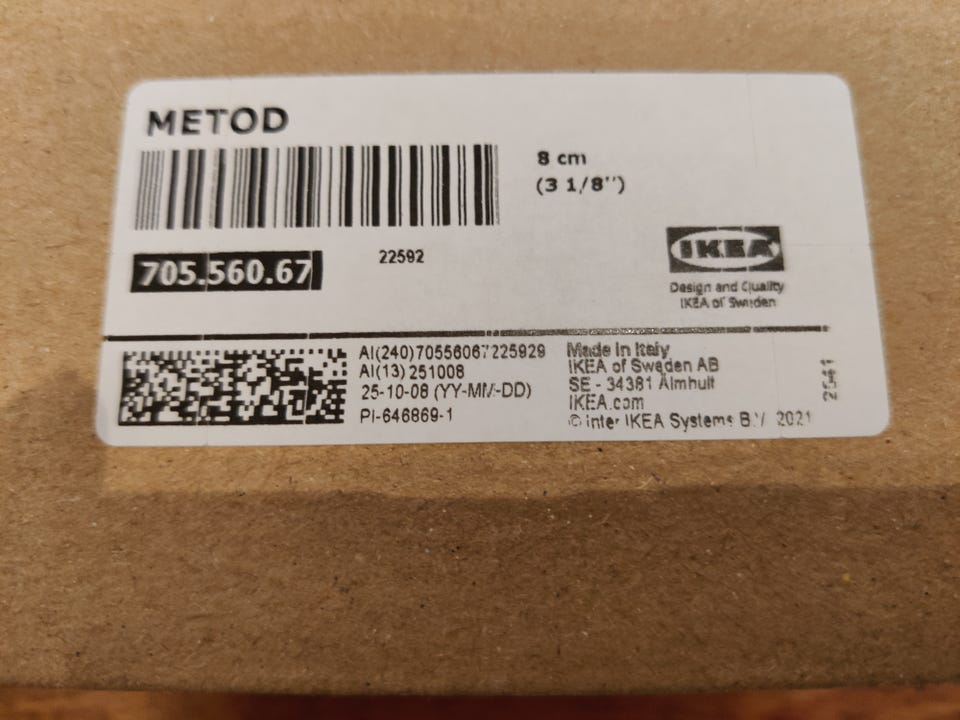 METOD
8 cm
(3 1/8'')
705.560.67
22592
IKEA
Design and Quality
IKEA of Sweden
AI(240)70556067225929
AI(13)251008
25-10-08 (YY-MM-DD)
PI-646869-1
Made in Italy
IKEA of Sweden AB
SE - 34381 Älmhult
IKEA.com
© Inter IKEA Systems B.V. 2021